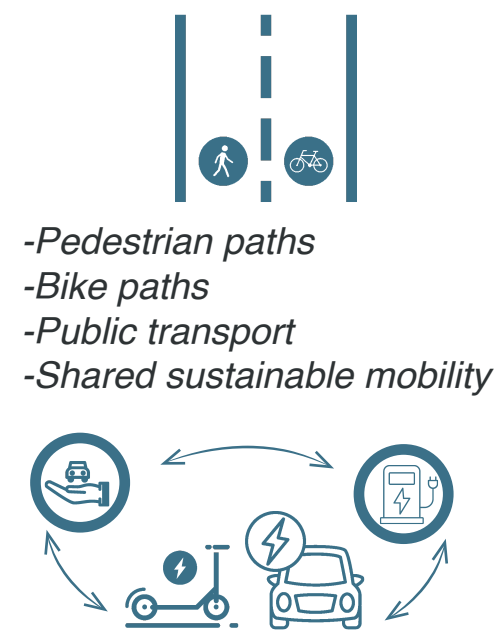 -Pedestrian paths
-Bike paths
-Public transport
-Shared sustainable mobility